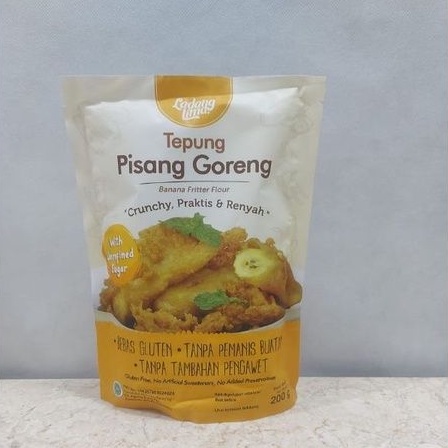 Ladang
lima
Tepung
Pisang Goreng
Banana Fritter Flour
"Crunchy, Praktis & Renyah"
With
Unrefined
Sugar
• BEBAS GLUTEN • TANPA PEMANIS BUATAN
• TANPA TAMBAHAN PENGAWET
Gluten Free, No Artificial Sweeteners, No Added Preservatives
200 g